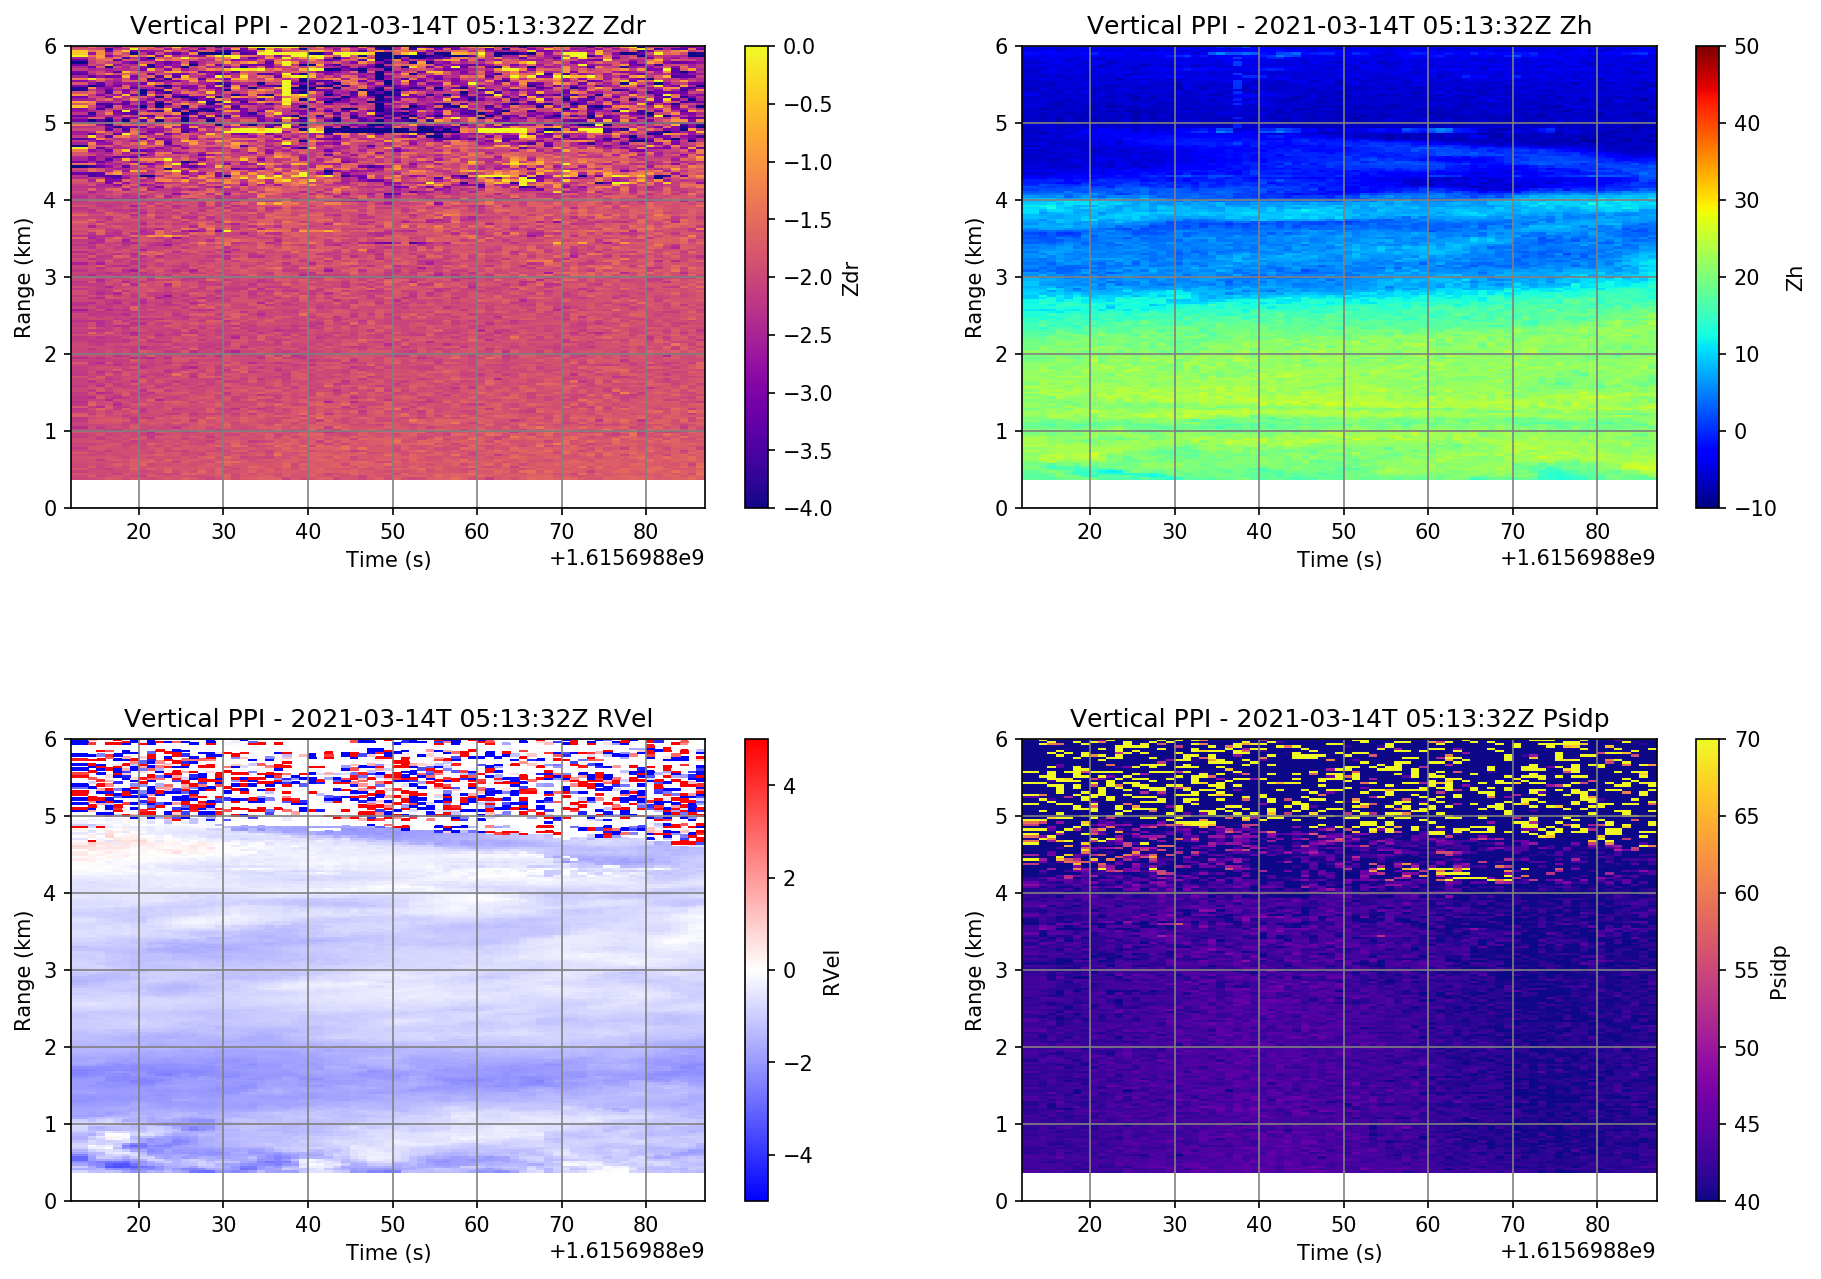 Vertical PPI - 2021-03-14T 05:13:32Z Zdr
6
5
4
3
2
1
0
Range (km)
20 30 40 50 60 70 80
Time (s)
+1.6156988e9
0.0
−0.5
−1.0
−1.5
−2.0
−2.5
−3.0
−3.5
−4.0
Zdr
Vertical PPI - 2021-03-14T 05:13:32Z Zh
6
5
4
3
2
1
0
Range (km)
20 30 40 50 60 70 80
Time (s)
+1.6156988e9
50
40
30
20
10
0
−10
Zh
Vertical PPI - 2021-03-14T 05:13:32Z RVel
6
5
4
3
2
1
0
Range (km)
20 30 40 50 60 70 80
Time (s)
+1.6156988e9
4
2
0
−2
−4
RVel
Vertical PPI - 2021-03-14T 05:13:32Z Psidp
6
5
4
3
2
1
0
Range (km)
20 30 40 50 60 70 80
Time (s)
+1.6156988e9
70
65
60
55
50
45
40
Psidp